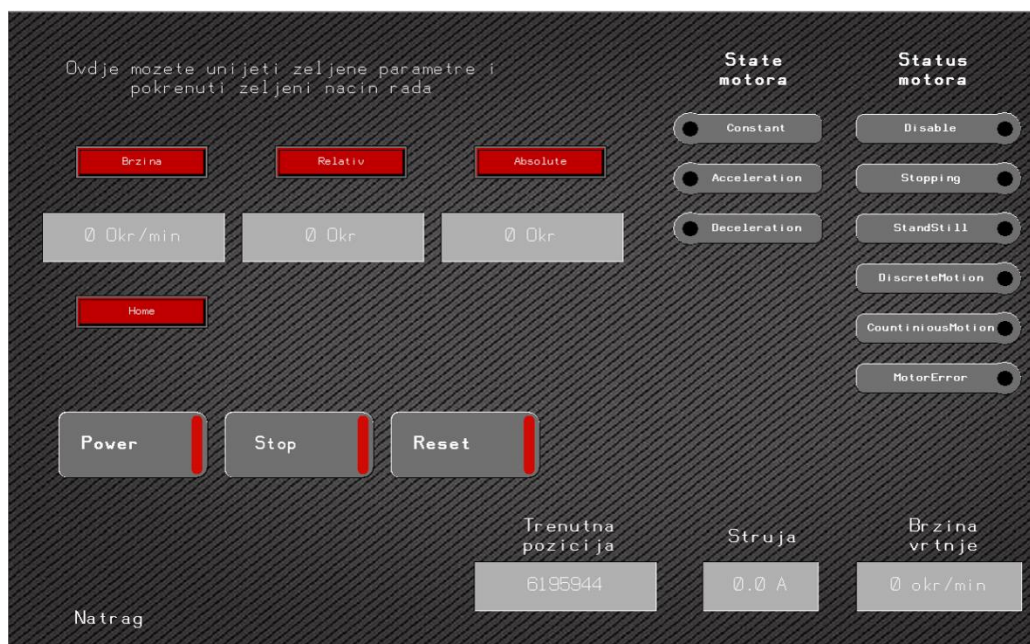 Ovdje mozete unijeti zeljene parametre i
pokrenuti zeljeni nacin rada
Brzina
Relativ
Absolute
0 Okr/min
0 Okr
0 Okr
Home
Power
Stop
Reset
State
motora
Constant
Acceleration
Deceleration
Status
motora
Disable
Stopping
StandStill
DiscreteMotion
CountiniousMotion
MotorError
Trenutna
pozicija
6195944
Struja
0.0 A
Brzina
vrtnje
0 okr/min
Natrag